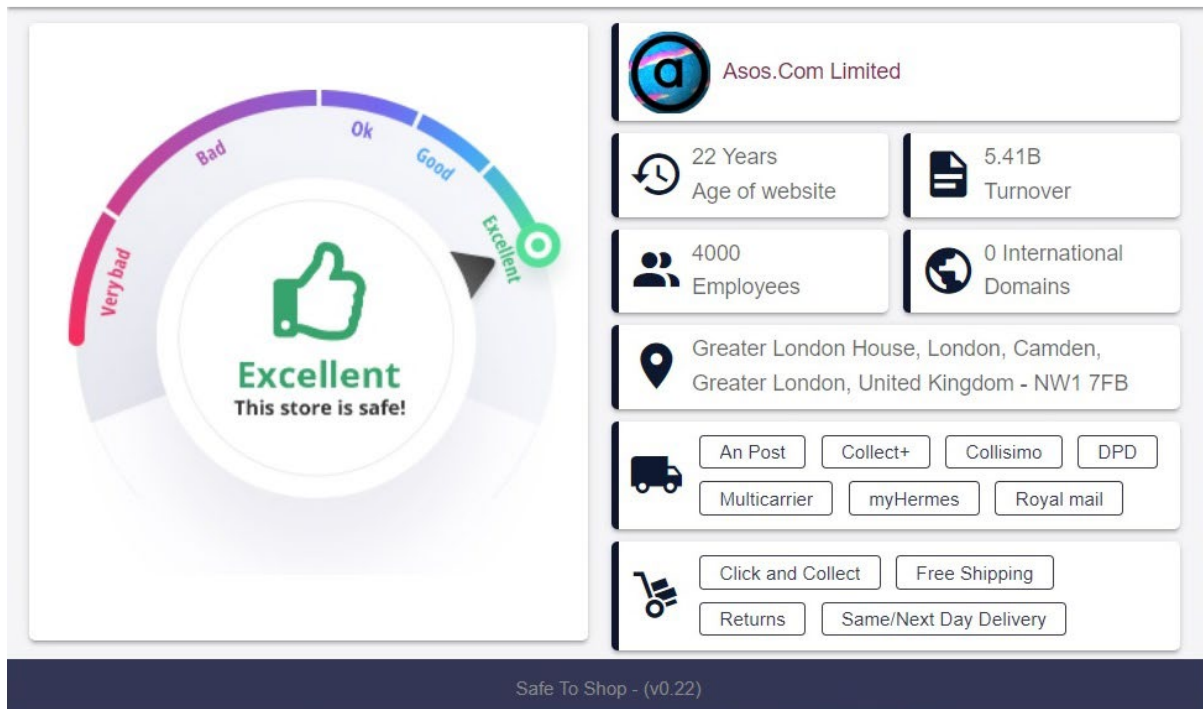 Very bad
Bad
Ok
Good
Excellent
Excellent
This store is safe!
a
Asos.Com Limited
22 Years
Age of website
5.41B
Turnover
4000
Employees
0 International
Domains
Greater London House, London, Camden,
Greater London, United Kingdom - NW1 7FB
An Post Collect+ Collisimo DPD
Multicarrier myHermes Royal mail
Click and Collect Free Shipping
Returns Same/Next Day Delivery
Safe To Shop - (v0.22)